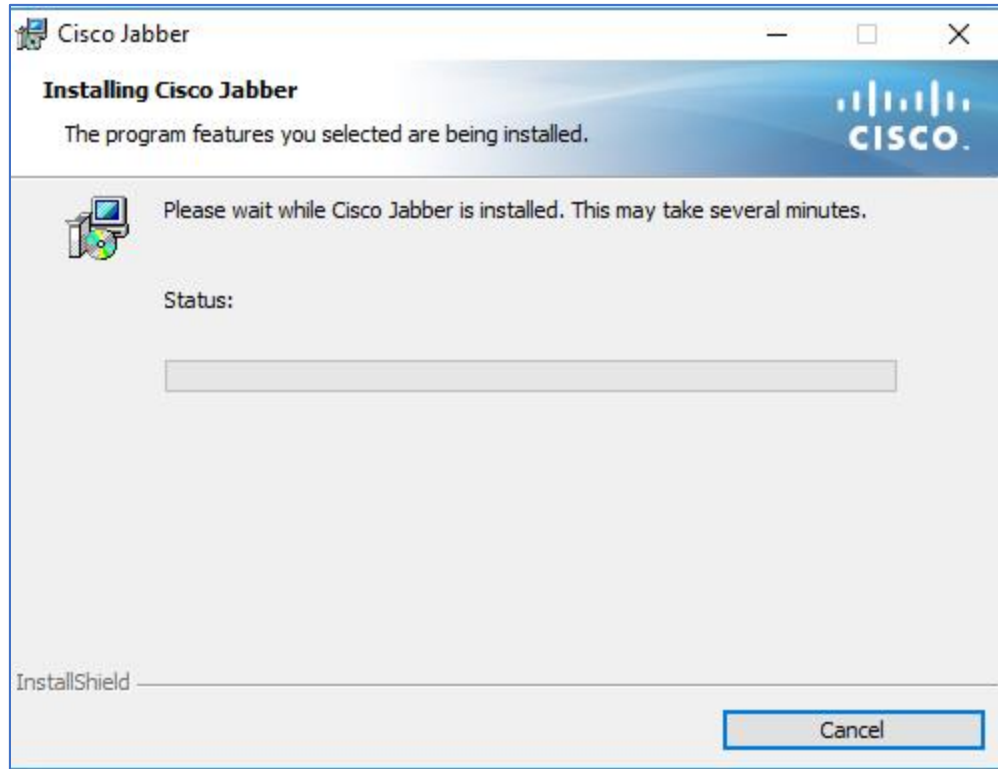 Cisco Jabber
Installing Cisco Jabber
The program features you selected are being installed.
CISCO.
Please wait while Cisco Jabber is installed. This may take several minutes.
Status:
InstallShield
Cancel